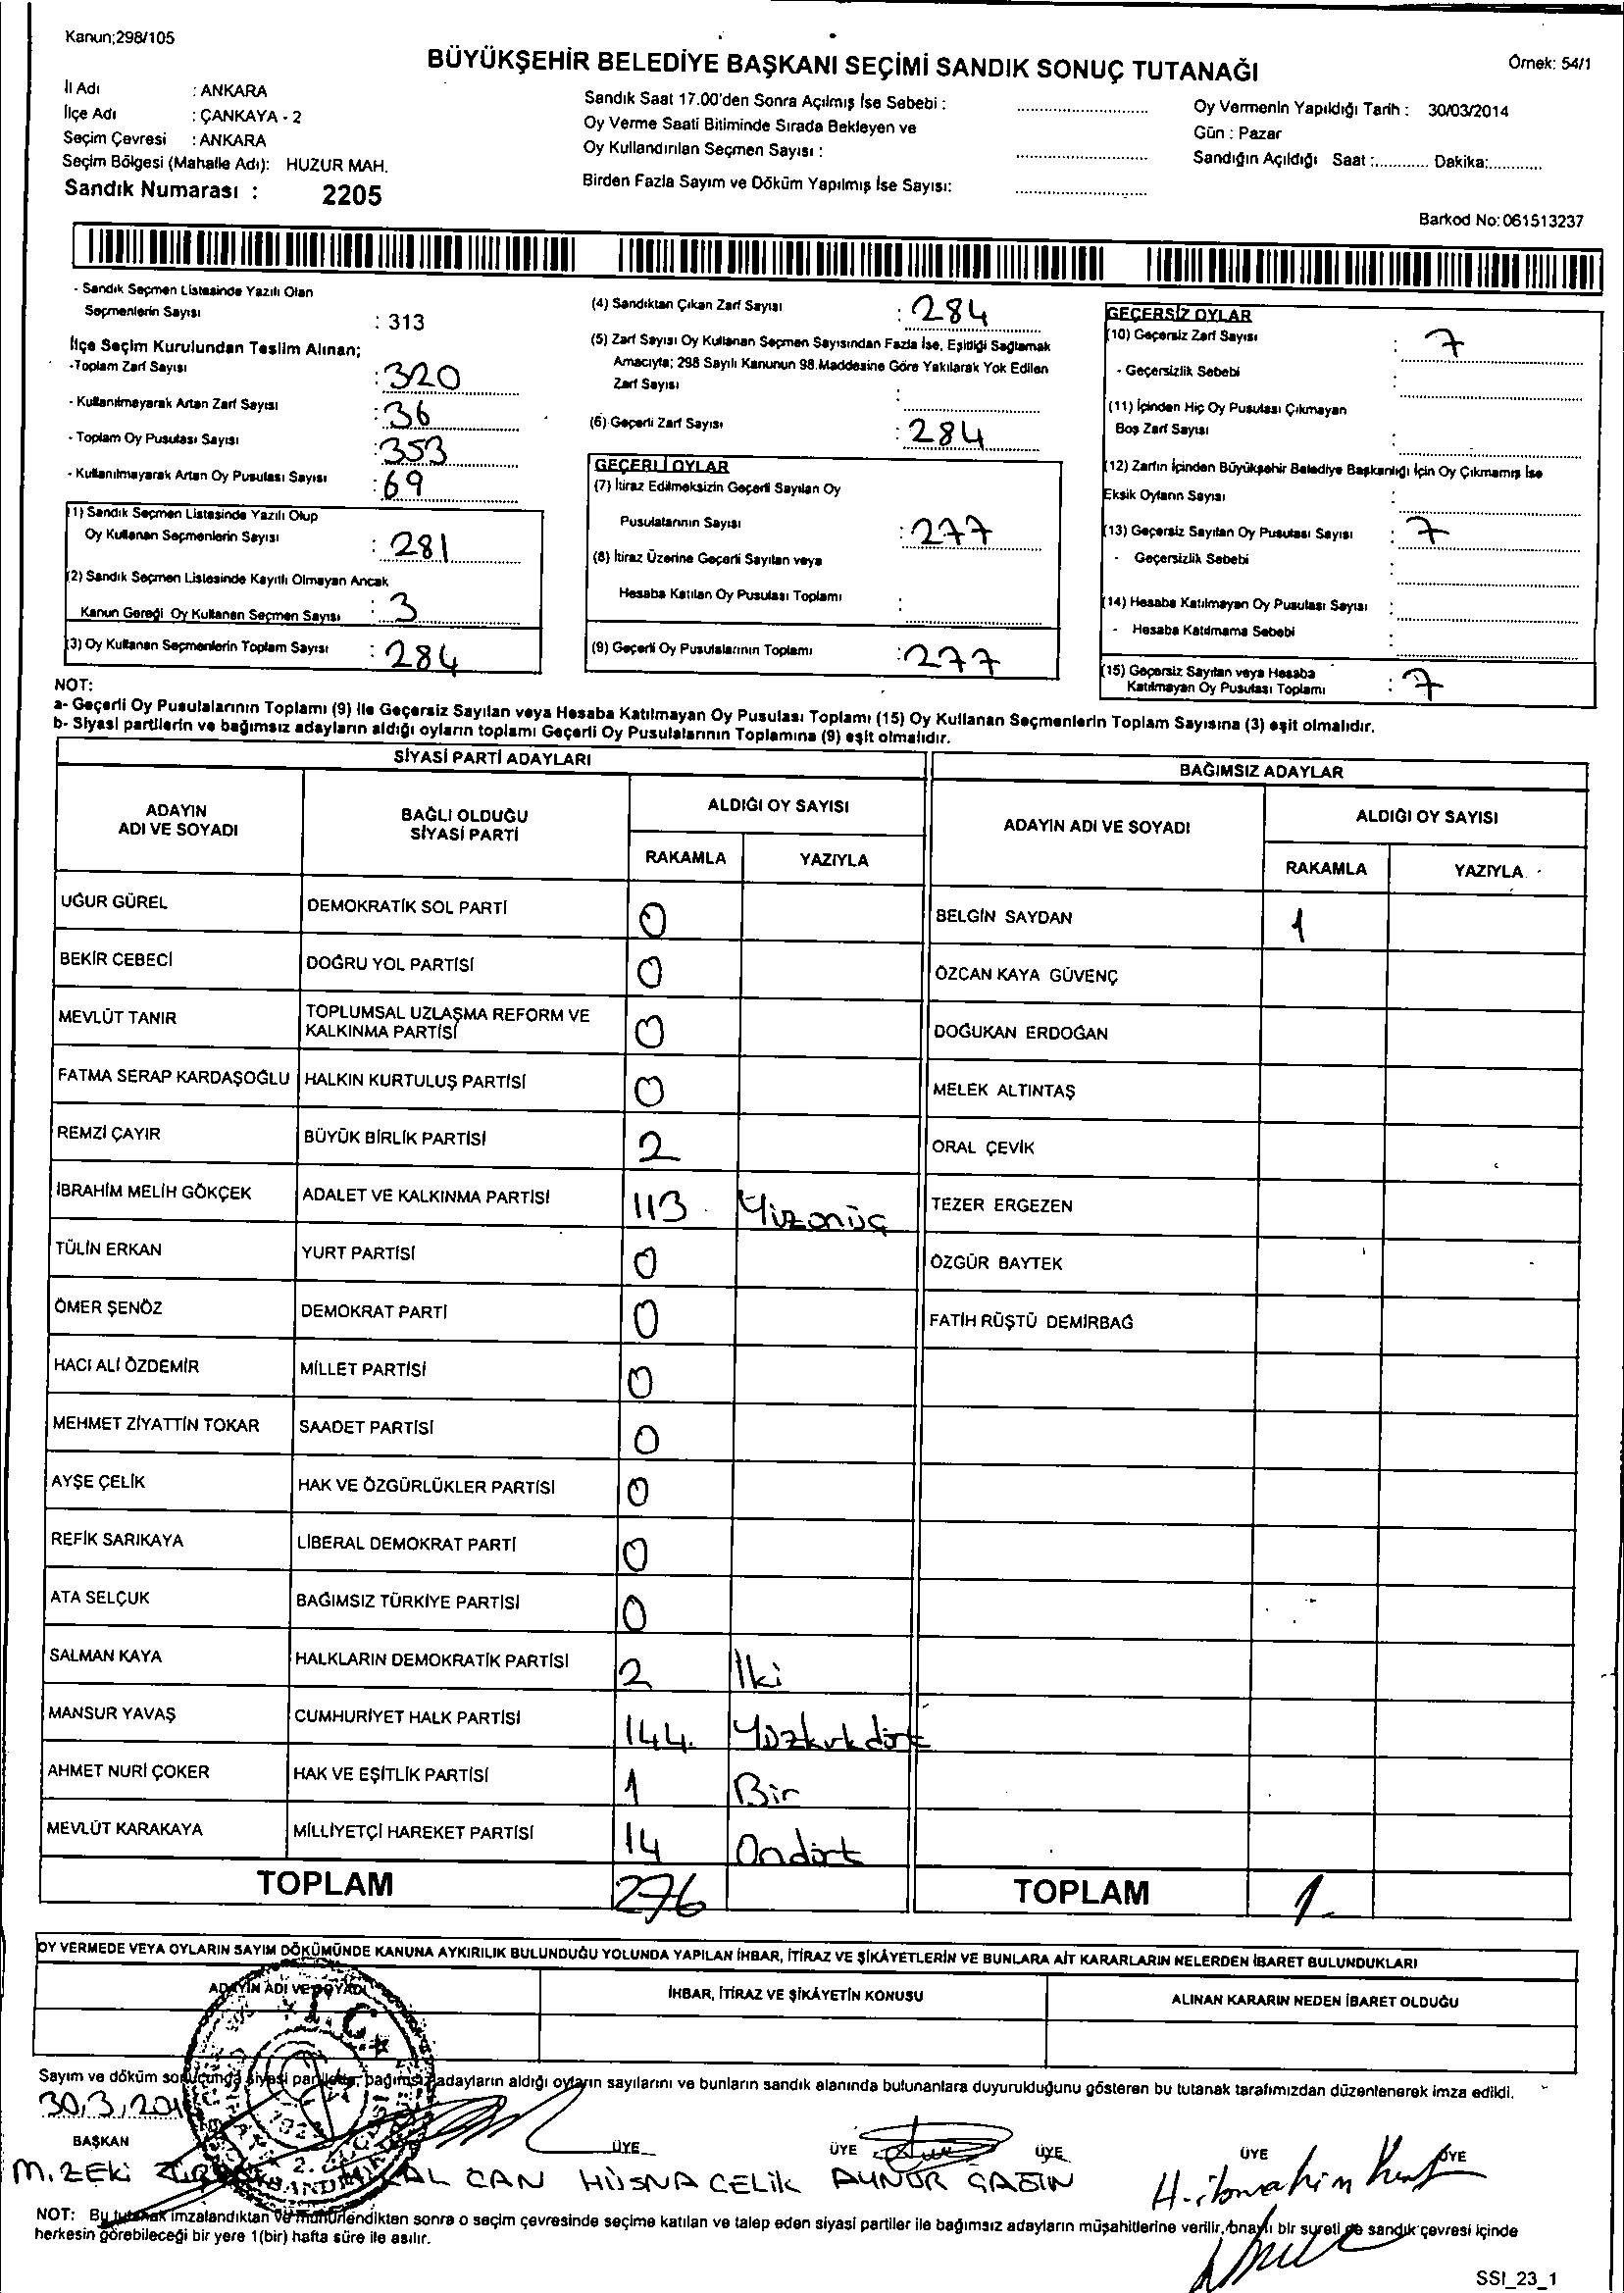 Kanun;298/105
BÜYÜKŞEHİR BELEDİYE BAŞKANI SEÇİMİ SANDIK SONUÇ TUTANAĞI
Örnek: 54/1
İl Adı : ANKARA
İlçe Adı : ÇANKAYA - 2
Seçim Çevresi : ANKARA
Seçim Bölgesi (Mahalle Adı): HUZUR MAH.
Sandık Numarası : 2205
Sandık Saat 17.00'den Sonra Açılmış İse Sebebi : ....................
Oy Verme Saati Bitiminde Sırada Bekleyen ve
Oy Kullandırılan Seçmen Sayısı : ....................
Birden Fazla Sayım ve Döküm Yapılmış İse Sayısı: ....................
Oy Vermenin Yapıldığı Tarih : 30/03/2014
Gün : Pazar
Sandığın Açıldığı Saat :............ Dakika:............
Barkod No: 061513237
- Sandık Seçmen Listesinde Yazılı Olan
Seçmenlerin Sayısı : 313
İlçe Seçim Kurulundan Teslim Alınan;
-Toplam Zarf Sayısı : 320
- Kullanılmayarak Artan Zarf Sayısı : 36
- Toplam Oy Pusulası Sayısı : 353
- Kullanılmayarak Artan Oy Pusulası Sayısı : 69
(1) Sandık Seçmen Listesinde Yazılı Olup
Oy Kullanan Seçmenlerin Sayısı : 281
(2) Sandık Seçmen Listesinde Kayıtlı Olmayan Ancak
Kanun Gereği Oy Kullanan Seçmen Sayısı : 3
(3) Oy Kullanan Seçmenlerin Toplam Sayısı : 284
(4) Sandıktan Çıkan Zarf Sayısı : 284
(5) Zarf Sayısı Oy Kullanan Seçmen Sayısından Fazla İse, Eşitliği Sağlamak
Amacıyla; 298 Sayılı Kanunun 98.Maddesine Göre Yakılarak Yok Edilen
Zarf Sayısı :
(6) Geçerli Zarf Sayısı : 284
GEÇERLİ OYLAR
(7) İtiraz Edilmeksizin Geçerli Sayılan Oy
Pusulalarının Sayısı : 277
(8) İtiraz Üzerine Geçerli Sayılan veya
Hesaba Katılan Oy Pusulası Toplamı :
(9) Geçerli Oy Pusulalarının Toplamı : 277
GEÇERSİZ OYLAR
(10) Geçersiz Zarf Sayısı : 7
- Geçersizlik Sebebi :
(11) İçinden Hiç Oy Pusulası Çıkmayan
Boş Zarf Sayısı :
(12) Zarfın İçinden Büyükşehir Belediye Başkanlığı İçin Oy Çıkmamış İse
Eksik Oyların Sayısı :
(13) Geçersiz Sayılan Oy Pusulası Sayısı : 7
- Geçersizlik Sebebi :
(14) Hesaba Katılmayan Oy Pusulası Sayısı :
- Hesaba Katılmama Sebebi :
(15) Geçersiz Sayılan veya Hesaba
Katılmayan Oy Pusulası Toplamı : 7
NOT:
a- Geçerli Oy Pusulalarının Toplamı (9) ile Geçersiz Sayılan veya Hesaba Katılmayan Oy Pusulası Toplamı (15) Oy Kullanan Seçmenlerin Toplam Sayısına (3) eşit olmalıdır.
b- Siyasi partilerin ve bağımsız adayların aldığı oyların toplamı Geçerli Oy Pusulalarının Toplamına (9) eşit olmalıdır.
SİYASİ PARTİ ADAYLARI
BAĞIMSIZ ADAYLAR
ADAYIN ADI VE SOYADI
BAĞLI OLDUĞU SİYASİ PARTİ
ALDIĞI OY SAYISI
RAKAMLA YAZIYLA
ADAYIN ADI VE SOYADI
ALDIĞI OY SAYISI
RAKAMLA YAZIYLA
UĞUR GÜREL DEMOKRATİK SOL PARTİ 0 BELGİN SAYDAN 1
BEKİR CEBECİ DOĞRU YOL PARTİSİ 0 ÖZCAN KAYA GÜVENÇ
MEVLÜT TANIR TOPLUMSAL UZLAŞMA REFORM VE KALKINMA PARTİSİ 0 DOĞUKAN ERDOĞAN
FATMA SERAP KARDAŞOĞLU HALKIN KURTULUŞ PARTİSİ 0 MELEK ALTINTAŞ
REMZİ ÇAYIR BÜYÜK BİRLİK PARTİSİ 2 ORAL ÇEVİK
İBRAHİM MELİH GÖKÇEK ADALET VE KALKINMA PARTİSİ 113 Yüzonüç TEZER ERGEZEN
TÜLİN ERKAN YURT PARTİSİ 0 ÖZGÜR BAYTEK
ÖMER ŞENÖZ DEMOKRAT PARTİ 0 FATİH RÜŞTÜ DEMİRBAĞ
HACI ALİ ÖZDEMİR MİLLET PARTİSİ 0
MEHMET ZİYATTİN TOKAR SAADET PARTİSİ 0
AYŞE ÇELİK HAK VE ÖZGÜRLÜKLER PARTİSİ 0
REFİK SARIKAYA LİBERAL DEMOKRAT PARTİ 0
ATA SELÇUK BAĞIMSIZ TÜRKİYE PARTİSİ 0
SALMAN KAYA HALKLARIN DEMOKRATİK PARTİSİ 2 İki
MANSUR YAVAŞ CUMHURİYET HALK PARTİSİ 144. Yüzkırkdört
AHMET NURİ ÇOKER HAK VE EŞİTLİK PARTİSİ 1 Bir
MEVLÜT KARAKAYA MİLLİYETÇİ HAREKET PARTİSİ 14 Ondört
TOPLAM 276 TOPLAM 1.
OY VERMEDE VEYA OYLARIN SAYIM DÖKÜMÜNDE KANUNA AYKIRILIK BULUNDUĞU YOLUNDA YAPILAN İHBAR, İTİRAZ VE ŞİKÂYETLERİN VE BUNLARA AİT KARARLARIN NELERDEN İBARET BULUNDUKLARI
ADAYIN ADI VE SOYADI İHBAR, İTİRAZ VE ŞİKÂYETİN KONUSU ALINAN KARARIN NEDEN İBARET OLDUĞU
Sayım ve döküm sonucunda siyasi partilerin, bağımsız adayların aldığı oyların sayılarını ve bunların sandık alanında bulunanlara duyurulduğunu gösteren bu tutanak tarafımızdan düzenlenerek imza edildi.
30.3.201
BAŞKAN ÜYE ÜYE ÜYE ÜYE ÜYE
M. ZEKİ CAN HÜSNA ÇELİK AYNUR H. İbrahim
NOT: Bu tutanak imzalandıktan ve mühürlendikten sonra o seçim çevresinde seçime katılan ve talep eden siyasi partiler ile bağımsız adayların müşahitlerine verilir, onaylı bir sureti de sandık çevresi içinde
herkesin görebileceği bir yere 1(bir) hafta süre ile asılır.
SSI_23_1